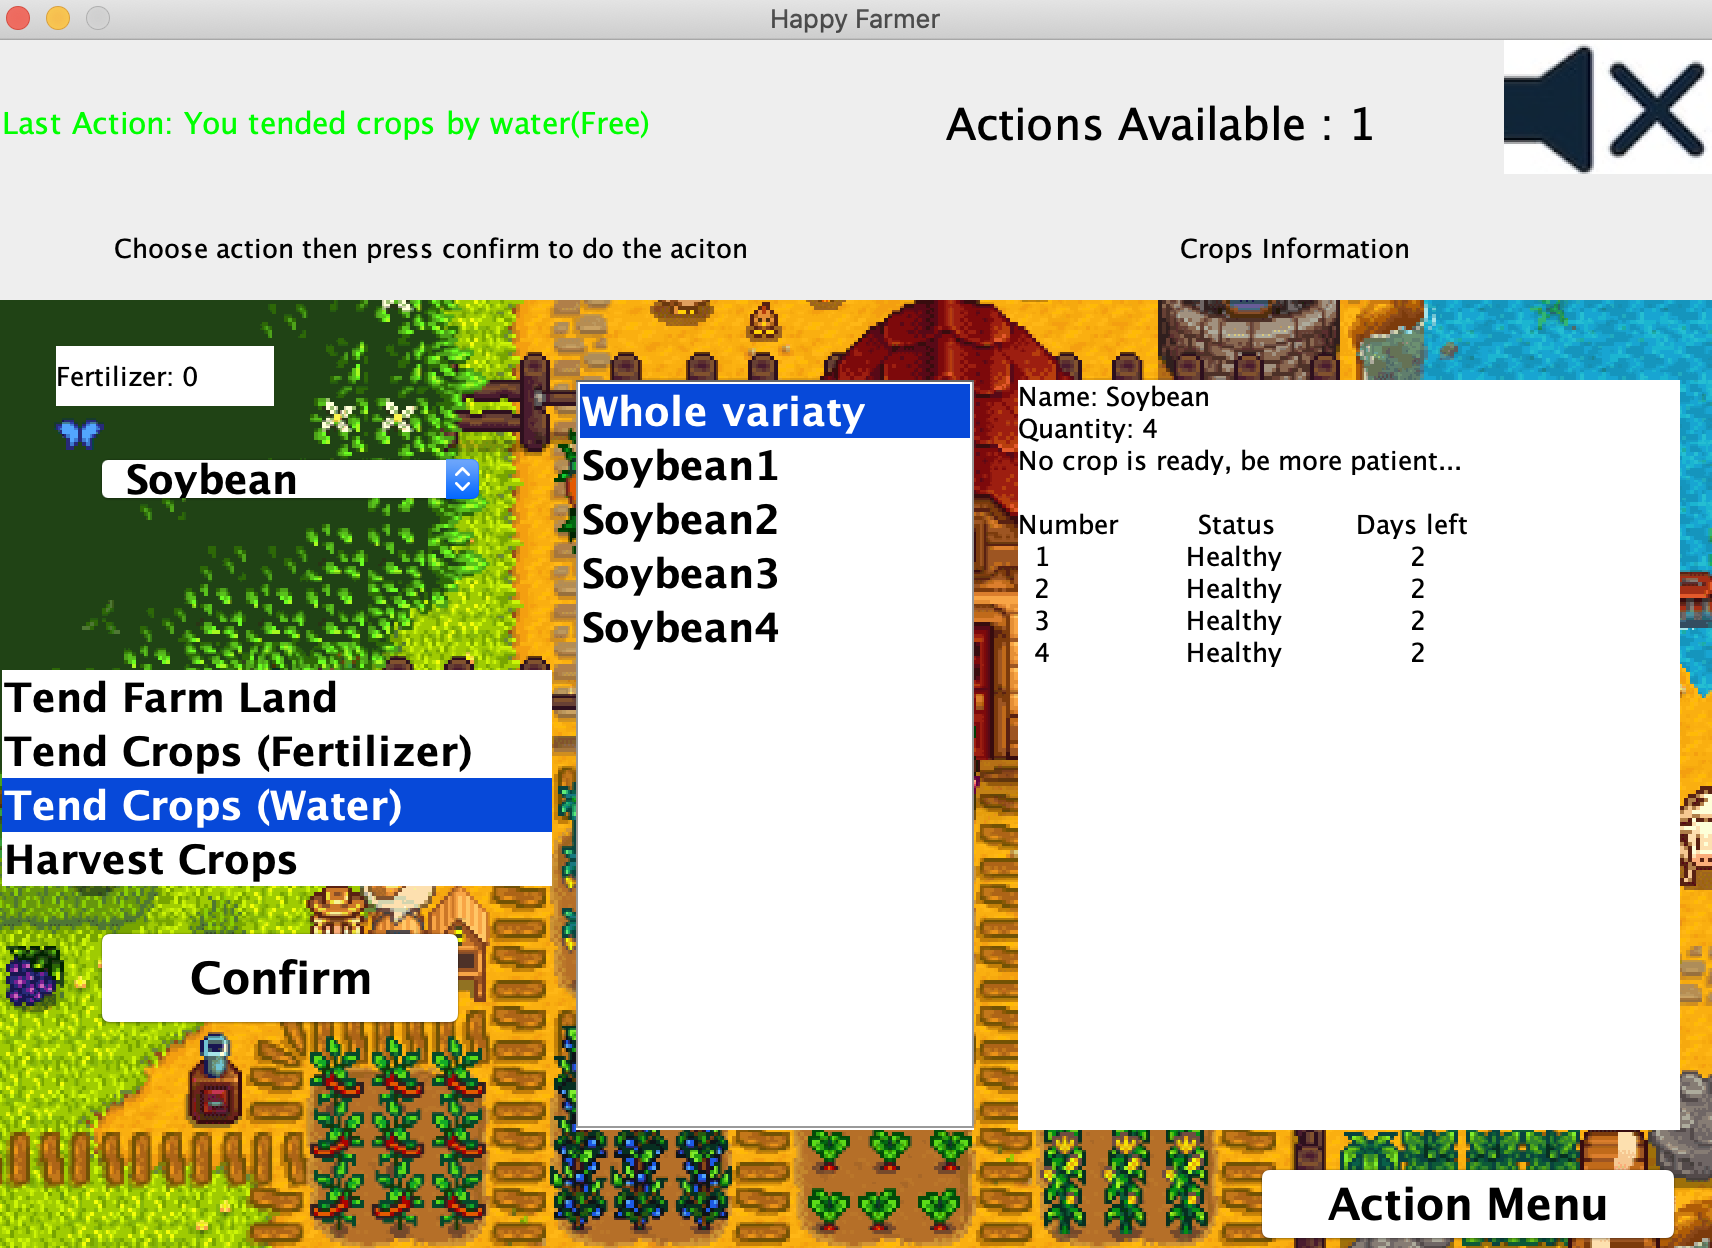 Happy Farmer
Last Action: You tended crops by water(Free)
Actions Available : 1
Choose action then press confirm to do the aciton
Crops Information
Fertilizer: 0
Soybean
Tend Farm Land
Tend Crops (Fertilizer)
Tend Crops (Water)
Harvest Crops
Confirm
Whole variaty
Soybean1
Soybean2
Soybean3
Soybean4
Name: Soybean
Quantity: 4
No crop is ready, be more patient...
Number Status Days left
1 Healthy 2
2 Healthy 2
3 Healthy 2
4 Healthy 2
Action Menu